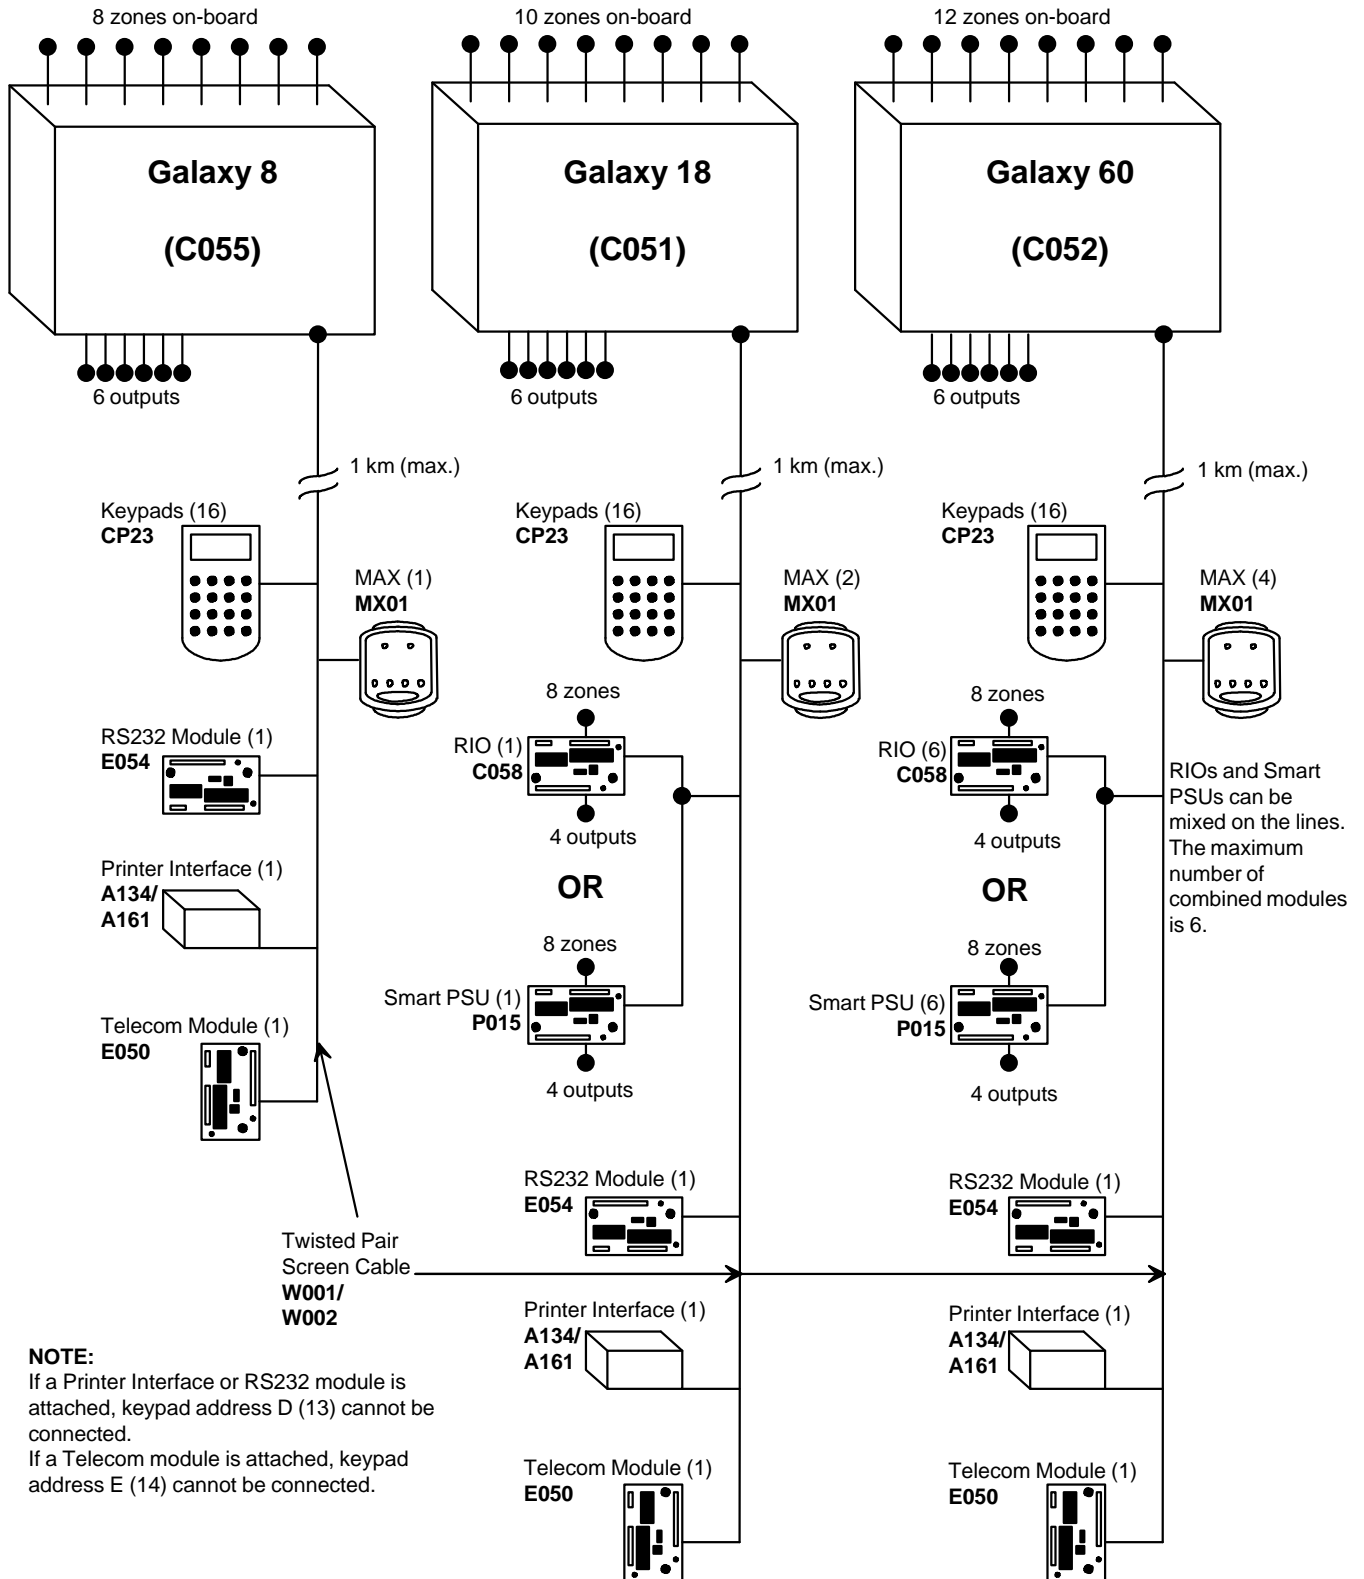 8 zones on-board
10 zones on-board
12 zones on-board
Galaxy 8
(C055)
Galaxy 18
(C051)
Galaxy 60
(C052)
6 outputs
6 outputs
6 outputs
1 km (max.)
1 km (max.)
1 km (max.)
Keypads (16)
CP23
MAX (1)
MX01
Keypads (16)
CP23
MAX (2)
MX01
Keypads (16)
CP23
MAX (4)
MX01
RS232 Module (1)
E054
Printer Interface (1)
A134/
A161
Telecom Module (1)
E050
8 zones
RIO (1)
C058
4 outputs
OR
8 zones
Smart PSU (1)
P015
4 outputs
8 zones
RIO (6)
C058
4 outputs
OR
8 zones
Smart PSU (6)
P015
4 outputs
RIOs and Smart
PSUs can be
mixed on the lines.
The maximum
number of
combined modules
is 6.
RS232 Module (1)
E054
RS232 Module (1)
E054
Twisted Pair
Screen Cable
W001/
W002
Printer Interface (1)
A134/
A161
Printer Interface (1)
A134/
A161
NOTE:
If a Printer Interface or RS232 module is
attached, keypad address D (13) cannot be
connected.
If a Telecom module is attached, keypad
address E (14) cannot be connected.
Telecom Module (1)
E050
Telecom Module (1)
E050